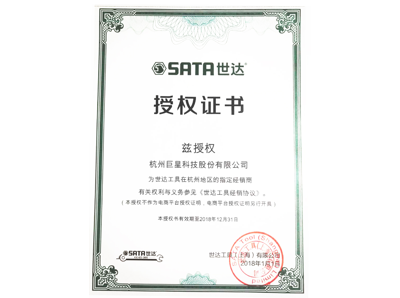 SATA世达
授权证书
兹授权
杭州巨星科技股份有限公司
为世达工具在杭州地区的指定经销商
有关权利与义务参见《世达工具经销协议》。
(本授权不作为电商平台授权证明,电商平台授权证明另行开具)
本授权书有效期至2018年12月31日
SATA世达
世达工具(上海)有限公司
2018年1月1日